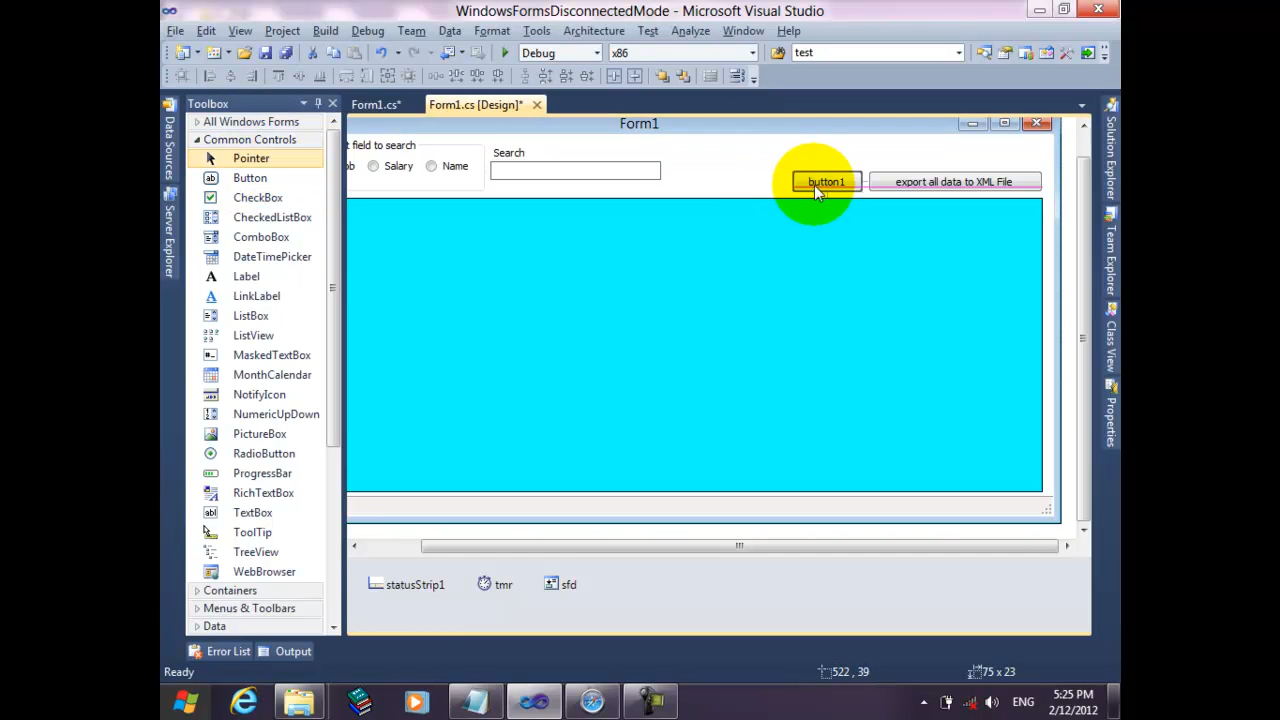 WindowsFormsDisconnectedMode - Microsoft Visual Studio
File Edit View Project Build Debug Team Data Format Tools Architecture Test Analyze Window Help
Debug x86 test
Toolbox
Form1.cs* Form1.cs [Design]*
Data Sources
Server Explorer
All Windows Forms
Common Controls
Pointer
Button
CheckBox
CheckedListBox
ComboBox
DateTimePicker
Label
LinkLabel
ListBox
ListView
MaskedTextBox
MonthCalendar
NotifyIcon
NumericUpDown
PictureBox
RadioButton
ProgressBar
RichTextBox
TextBox
ToolTip
TreeView
WebBrowser
Containers
Menus & Toolbars
Data
Form1
t field to search
ob Salary Name
Search
button1
export all data to XML File
statusStrip1 tmr sfd
Solution Explorer
Team Explorer
Class View
Properties
Error List Output
Ready 522 , 39 75 x 23
ENG
5:25 PM
2/12/2012